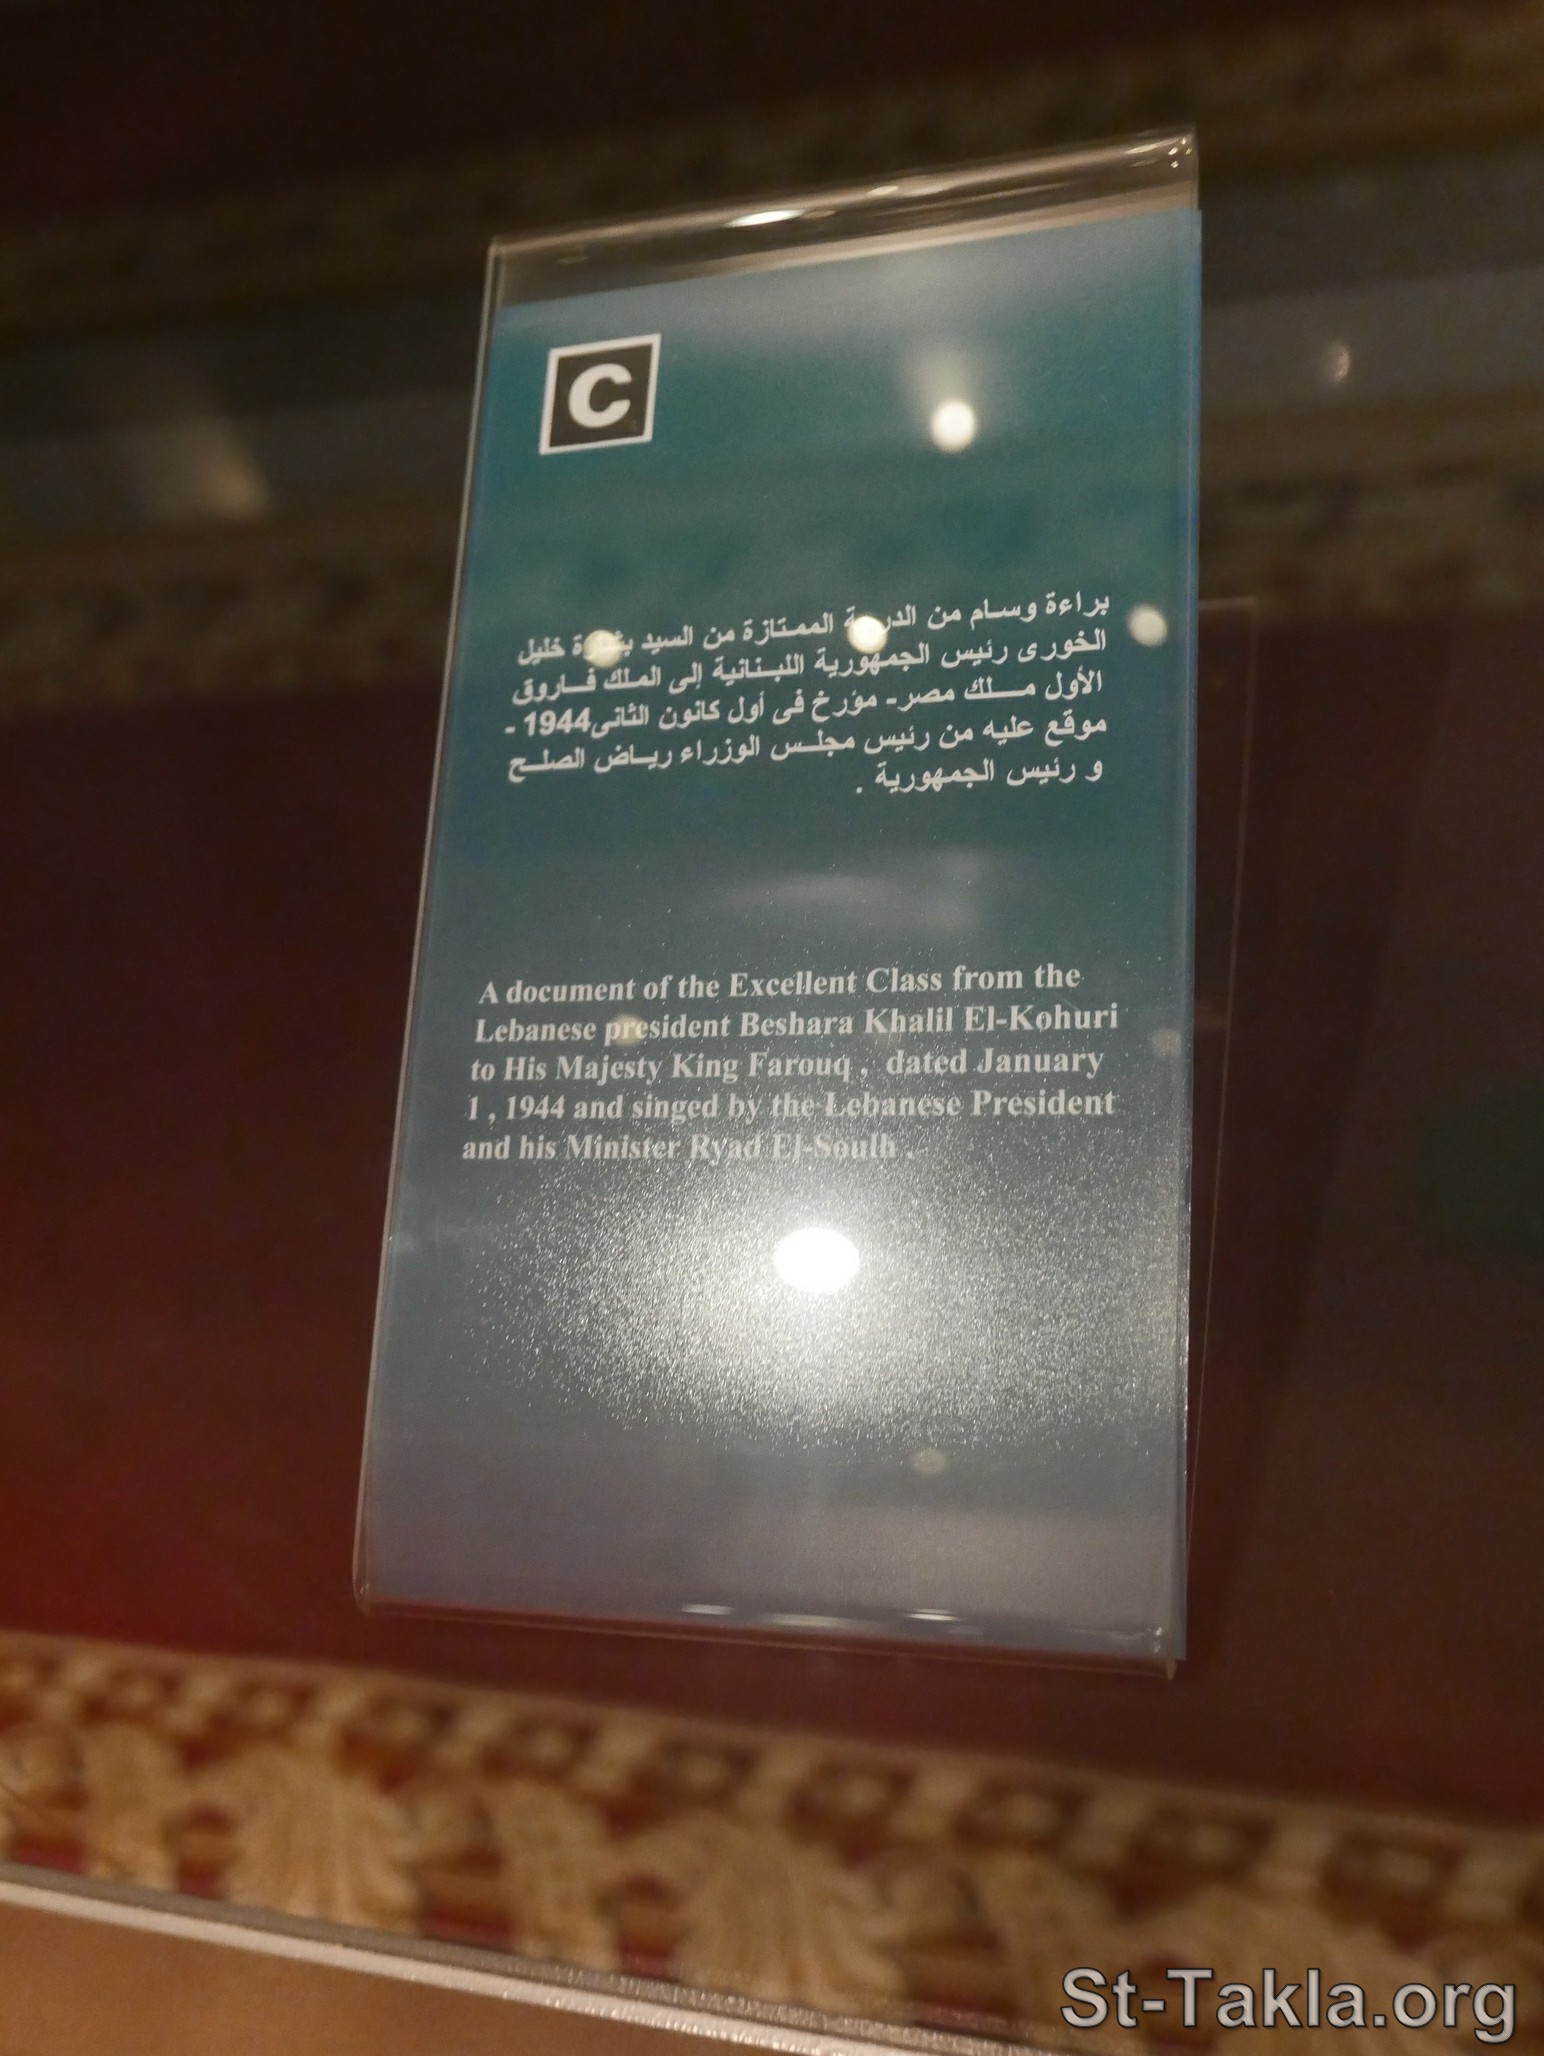 C
براءة وسام من الدرجة الممتازة من السيد بشارة خليل
الخورى رئيس الجمهورية اللبنانية إلى الملك فاروق
الأول ملك مصر- مؤرخ فى أول كانون الثانى1944 -
موقع عليه من رئيس مجلس الوزراء رياض الصلح
و رئيس الجمهورية .
A document of the Excellent Class from the
Lebanese president Beshara Khalil El-Kohuri
to His Majesty King Farouq , dated January
1 , 1944 and singed by the Lebanese President
and his Minister Ryad El-Soulh .
St-Takla.org